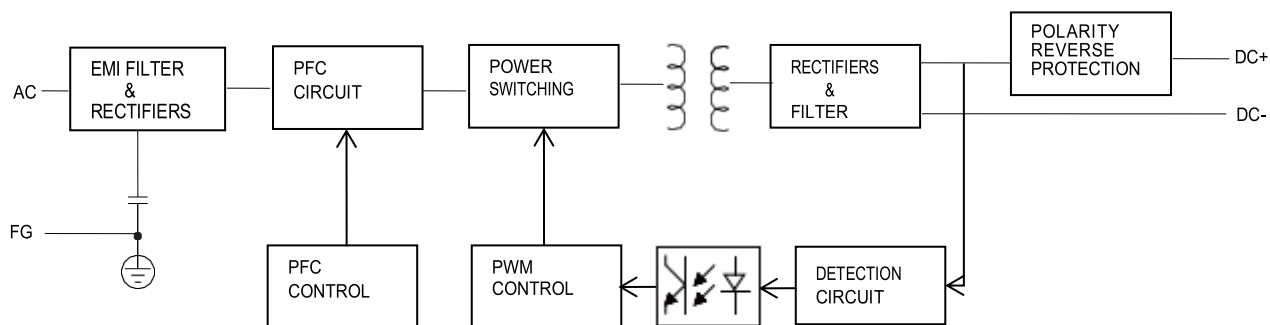 AC
EMI FILTER
&
RECTIFIERS
PFC
CIRCUIT
POWER
SWITCHING
RECTIFIERS
&
FILTER
POLARITY
REVERSE
PROTECTION
DC+
DC-
FG
PFC
CONTROL
PWM
CONTROL
DETECTION
CIRCUIT